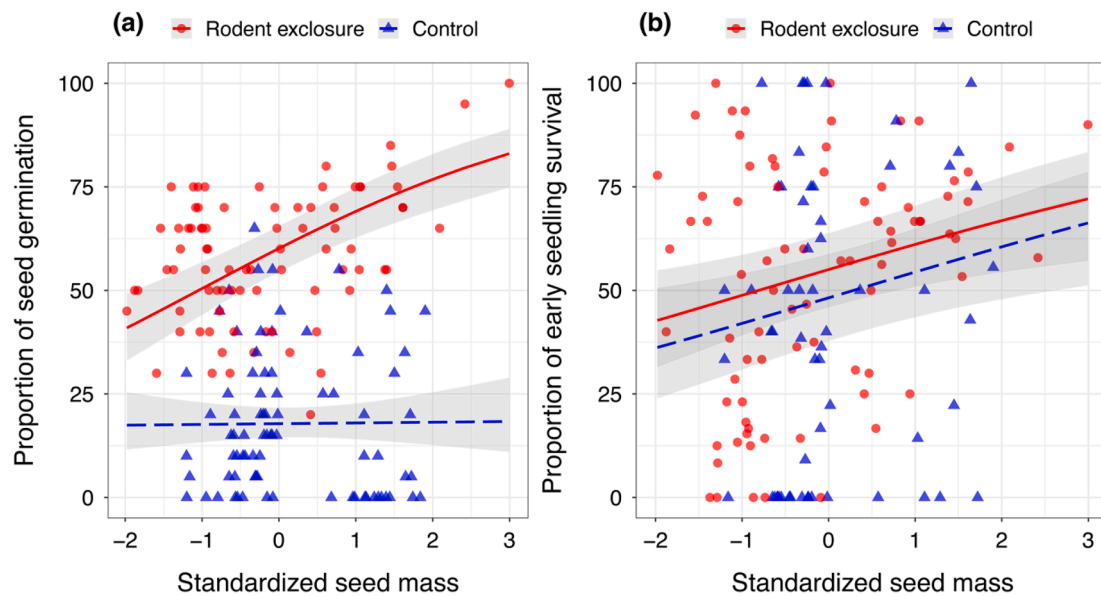 (a)
Rodent exclosure Control
Proportion of seed germination
100
75
50
25
0
−2 −1 0 1 2 3
Standardized seed mass
(b)
Rodent exclosure Control
Proportion of early seedling survival
100
75
50
25
0
−2 −1 0 1 2 3
Standardized seed mass